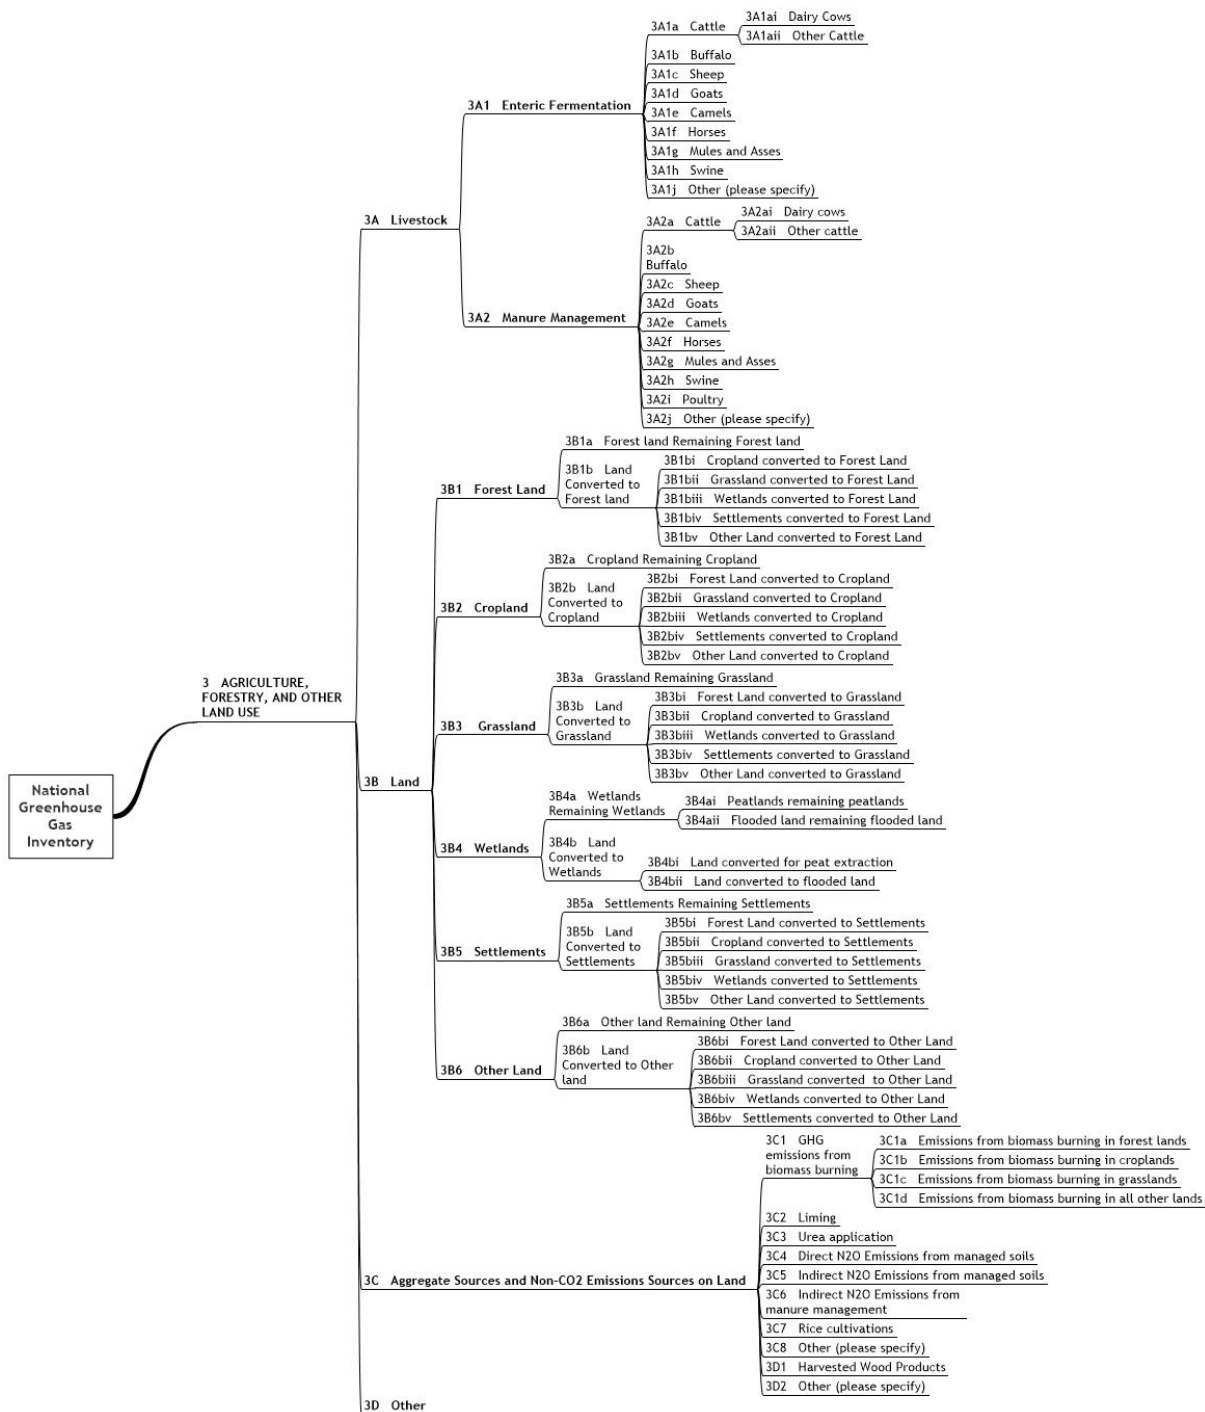 3A1ai Dairy Cows
3A1a Cattle
3A1aii Other Cattle
3A1b Buffalo
3A1c Sheep
3A1d Goats
3A1 Enteric Fermentation
3A1e Camels
3A1f Horses
3A1g Mules and Asses
3A1h Swine
3A1j Other (please specify)
3A Livestock
3A2ai Dairy cows
3A2a Cattle
3A2aii Other cattle
3A2b
Buffalo
3A2c Sheep
3A2d Goats
3A2 Manure Management
3A2e Camels
3A2f Horses
3A2g Mules and Asses
3A2h Swine
3A2i Poultry
3A2j Other (please specify)
3B1a Forest land Remaining Forest land
3B1 Forest Land
3B1b Land
Converted to
Forest land
3B1bi Cropland converted to Forest Land
3B1bii Grassland converted to Forest Land
3B1biii Wetlands converted to Forest Land
3B1biv Settlements converted to Forest Land
3B1bv Other Land converted to Forest Land
3B2a Cropland Remaining Cropland
3B2 Cropland
3B2b Land
Converted to
Cropland
3B2bi Forest Land converted to Cropland
3B2bii Grassland converted to Cropland
3B2biii Wetlands converted to Cropland
3B2biv Settlements converted to Cropland
3B2bv Other Land converted to Cropland
3 AGRICULTURE,
FORESTRY, AND OTHER
LAND USE
3B3a Grassland Remaining Grassland
3B3 Grassland
3B3b Land
Converted to
Grassland
3B3bi Forest Land converted to Grassland
3B3bii Cropland converted to Grassland
3B3biii Wetlands converted to Grassland
3B3biv Settlements converted to Grassland
3B3bv Other Land converted to Grassland
3B Land
National
Greenhouse
Gas
Inventory
3B4a Wetlands
Remaining Wetlands
3B4ai Peatlands remaining peatlands
3B4aii Flooded land remaining flooded land
3B4 Wetlands
3B4b Land
Converted to
Wetlands
3B4bi Land converted for peat extraction
3B4bii Land converted to flooded land
3B5a Settlements Remaining Settlements
3B5 Settlements
3B5b Land
Converted to
Settlements
3B5bi Forest Land converted to Settlements
3B5bii Cropland converted to Settlements
3B5biii Grassland converted to Settlements
3B5biv Wetlands converted to Settlements
3B5bv Other Land converted to Settlements
3B6a Other land Remaining Other land
3B6 Other Land
3B6b Land
Converted to Other
land
3B6bi Forest Land converted to Other Land
3B6bii Cropland converted to Other Land
3B6biii Grassland converted to Other Land
3B6biv Wetlands converted to Other Land
3B6bv Settlements converted to Other Land
3C1 GHG
emissions from
biomass burning
3C1a Emissions from biomass burning in forest lands
3C1b Emissions from biomass burning in croplands
3C1c Emissions from biomass burning in grasslands
3C1d Emissions from biomass burning in all other lands
3C2 Liming
3C3 Urea application
3C4 Direct N2O Emissions from managed soils
3C5 Indirect N2O Emissions from managed soils
3C Aggregate Sources and Non-CO2 Emissions Sources on Land
3C6 Indirect N2O Emissions from
manure management
3C7 Rice cultivations
3C8 Other (please specify)
3D1 Harvested Wood Products
3D2 Other (please specify)
3D Other